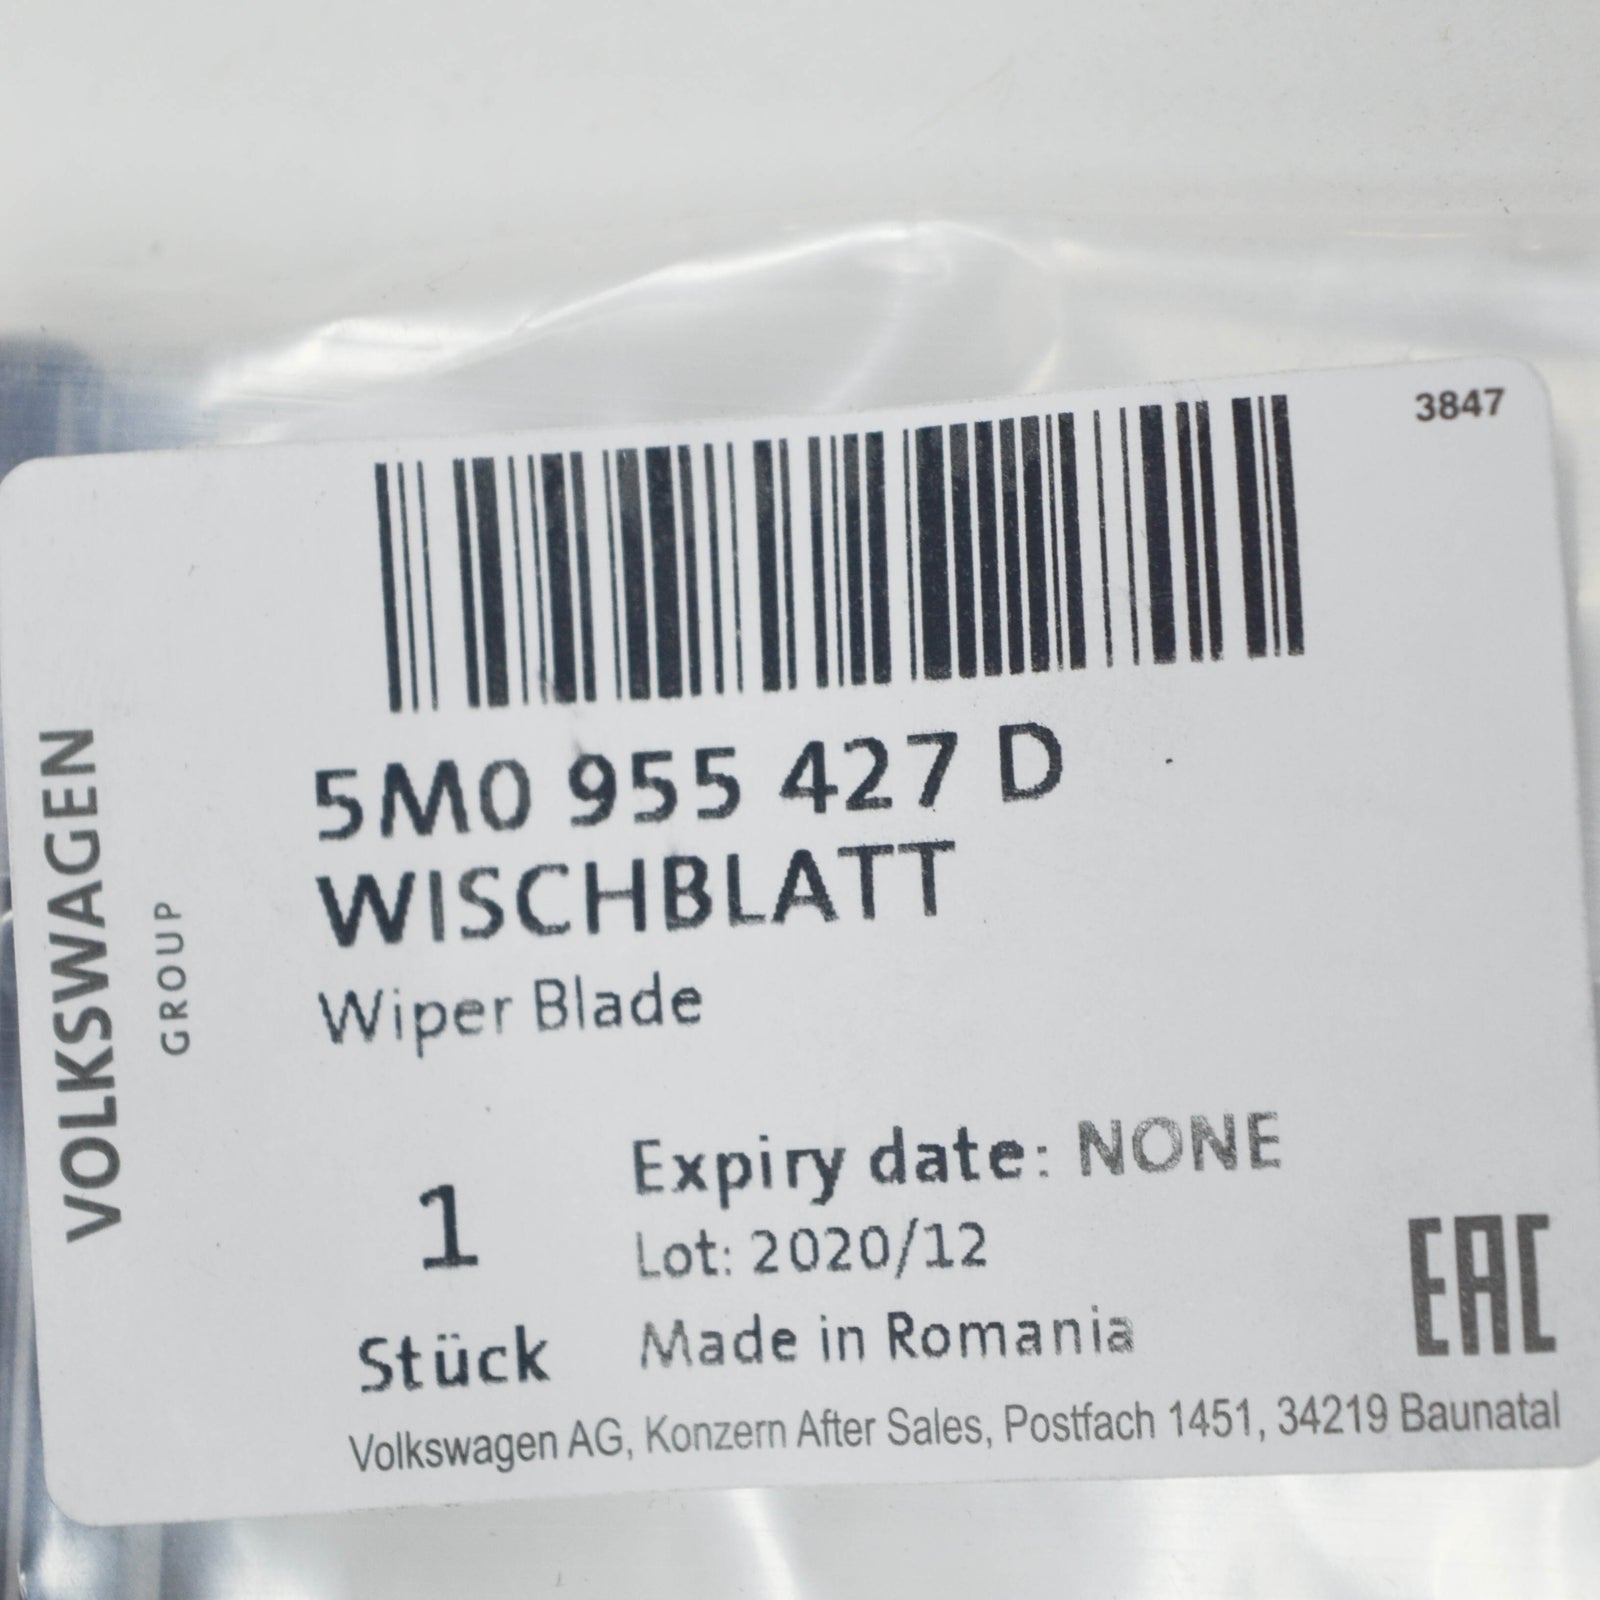 3847
VOLKSWAGEN
GROUP
5M0 955 427 D
WISCHBLATT
Wiper Blade
1
Stück
Expiry date: NONE
Lot: 2020/12
Made in Romania
EAC
Volkswagen AG, Konzern After Sales, Postfach 1451, 34219 Baunatal